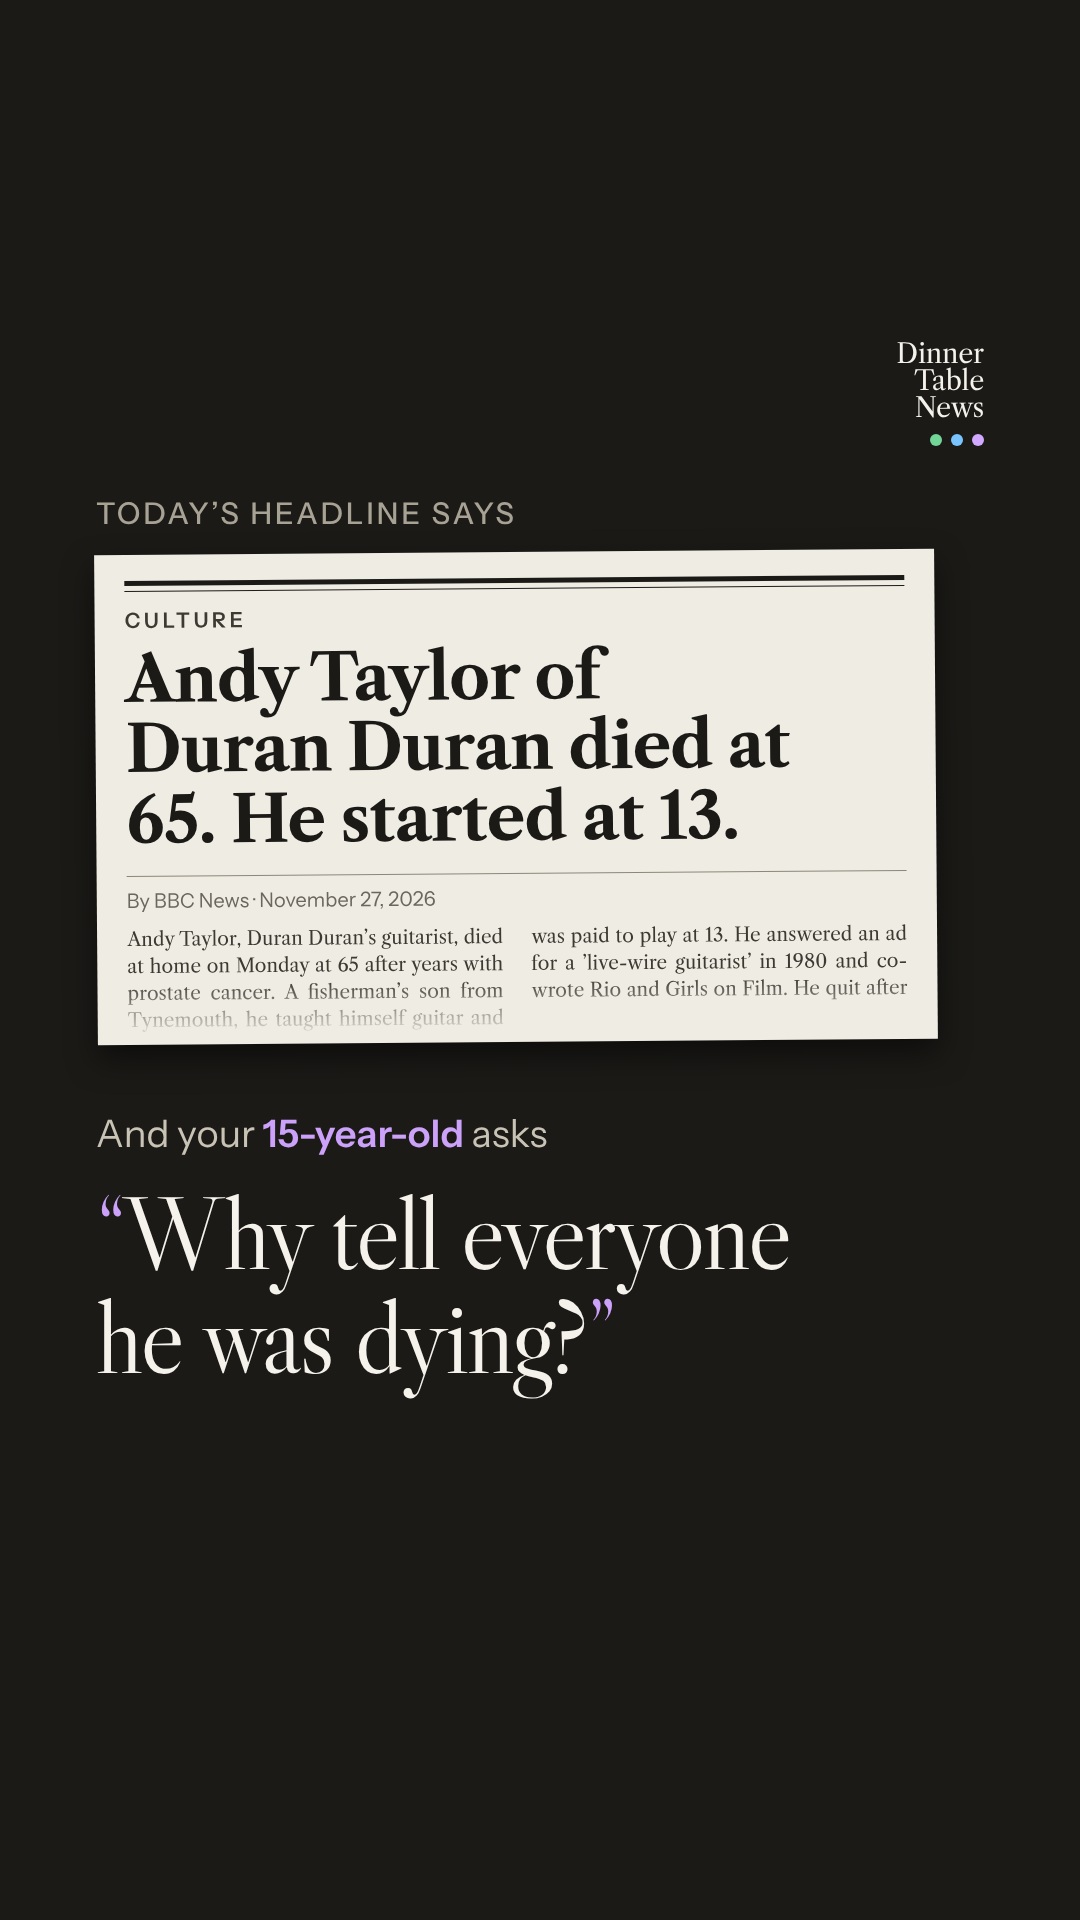 Dinner
Table
News
TODAY’S HEADLINE SAYS
CULTURE
Andy Taylor of
Duran Duran died at
65. He started at 13.
By BBC News · November 27, 2026
Andy Taylor, Duran Duran’s guitarist, died
at home on Monday at 65 after years with
prostate cancer. A fisherman’s son from
Tynemouth, he taught himself guitar and
was paid to play at 13. He answered an ad
for a ’live-wire guitarist’ in 1980 and co-
wrote Rio and Girls on Film. He quit after
And your 15-year-old asks
“Why tell everyone
he was dying?”